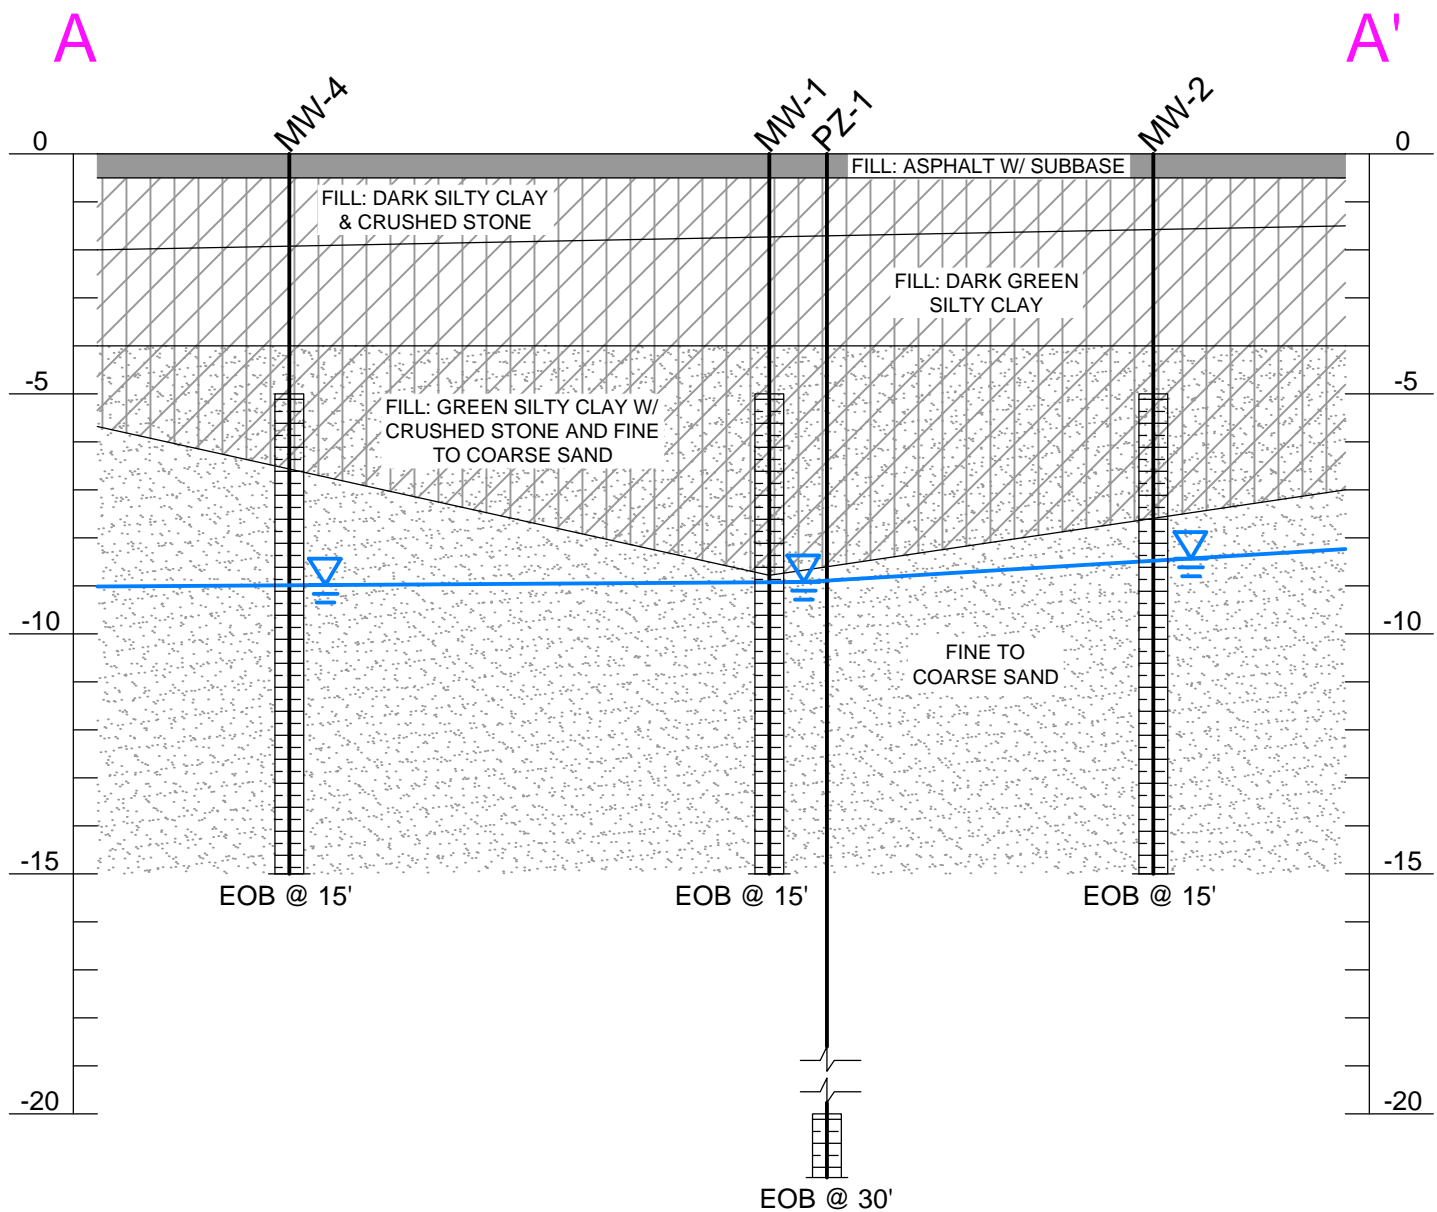 A
A'
MW-4
MW-1
PZ-1
MW-2
0
0
FILL: ASPHALT W/ SUBBASE
FILL: DARK SILTY CLAY
& CRUSHED STONE
FILL: DARK GREEN
SILTY CLAY
-5
-5
FILL: GREEN SILTY CLAY W/
CRUSHED STONE AND FINE
TO COARSE SAND
-10
-10
FINE TO
COARSE SAND
-15
-15
EOB @ 15'
EOB @ 15'
EOB @ 15'
-20
-20
EOB @ 30'